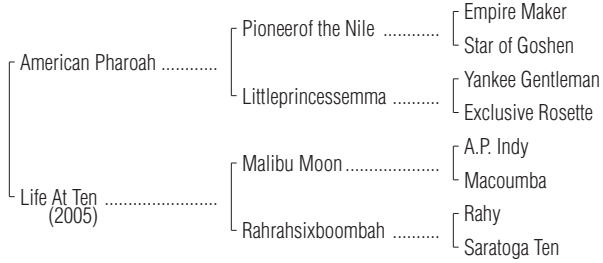 American Pharoah ............
Life At Ten ........................
(2005)
Pioneerof the Nile ............
Littleprincessemma ..........
Malibu Moon....................
Rahrahsixboombah ..........
Empire Maker
Star of Goshen
Yankee Gentleman
Exclusive Rosette
A.P. Indy
Macoumba
Rahy
Saratoga Ten